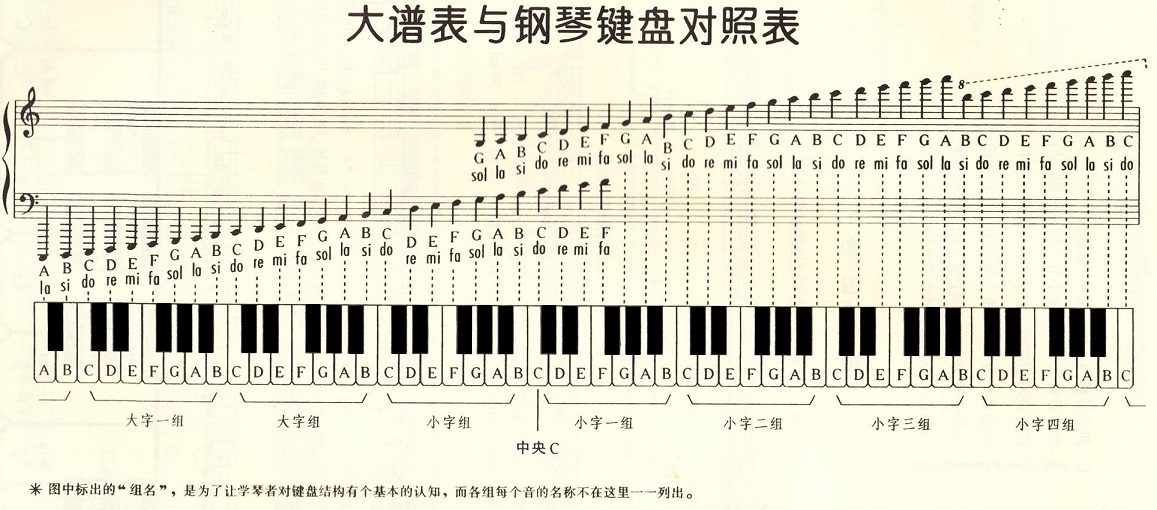 大谱表与钢琴键盘对照表
8
G A B C D E F G A B C D E F G A B C D E F G A B C D E F G A B C
sol la si do re mi fa sol la si do re mi fa sol la si do re mi fa sol la si do re mi fa sol la si do
A B C D E F G A B C D E F G A B C D E F G A B C D E F
la si do re mi fa sol la si do re mi fa sol la si do re mi fa sol la si do re mi fa
A B C D E F G A B C D E F G A B C D E F G A B C D E F G A B C D E F G A B C D E F G A B C D E F G A B C
大字一组 大字组 小字组 小字一组 小字二组 小字三组 小字四组
中央C
＊图中标出的“组名”，是为了让学琴者对键盘结构有个基本的认知，而各组每个音的名称不在这里一一列出。